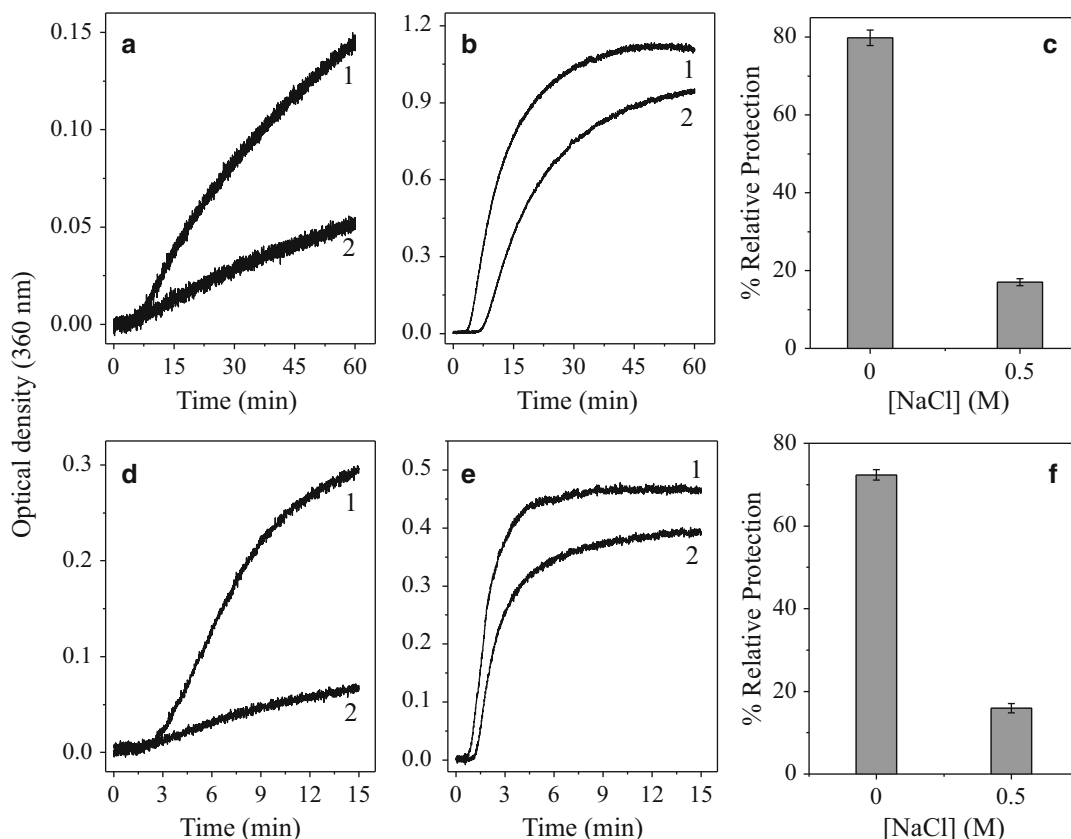 Optical density (360 nm)
a
0.15
0.10
0.05
0.00
1
2
0 15 30 45 60
Time (min)
b
1.2
0.9
0.6
0.3
0.0
1
2
0 15 30 45 60
Time (min)
c
% Relative Protection
80
60
40
20
0
0 0.5
[NaCl] (M)
d
0.3
0.2
0.1
0.0
1
2
0 3 6 9 12 15
Time (min)
e
0.5
0.4
0.3
0.2
0.1
0.0
1
2
0 3 6 9 12 15
Time (min)
f
% Relative Protection
80
60
40
20
0
0 0.5
[NaCl] (M)